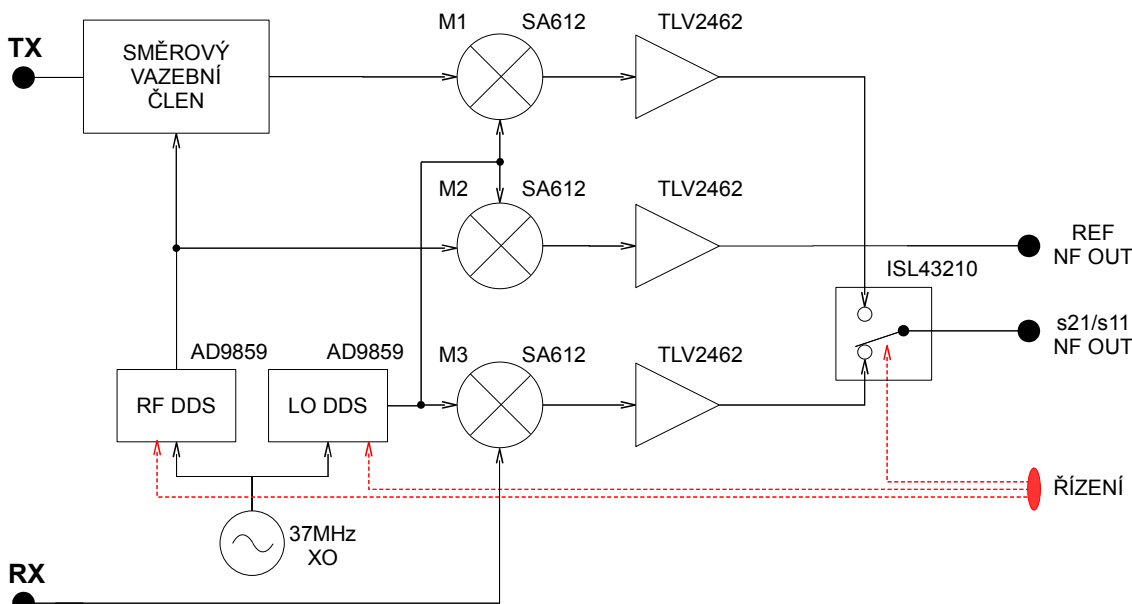 M1
SA612
TLV2462
TX
SMĚROVÝ
VAZEBNÍ
ČLEN
M2
SA612
TLV2462
REF
NF OUT
ISL43210
s21/s11
NF OUT
AD9859
AD9859
M3
SA612
TLV2462
RF DDS
LO DDS
ŘÍZENÍ
37MHz
XO
RX